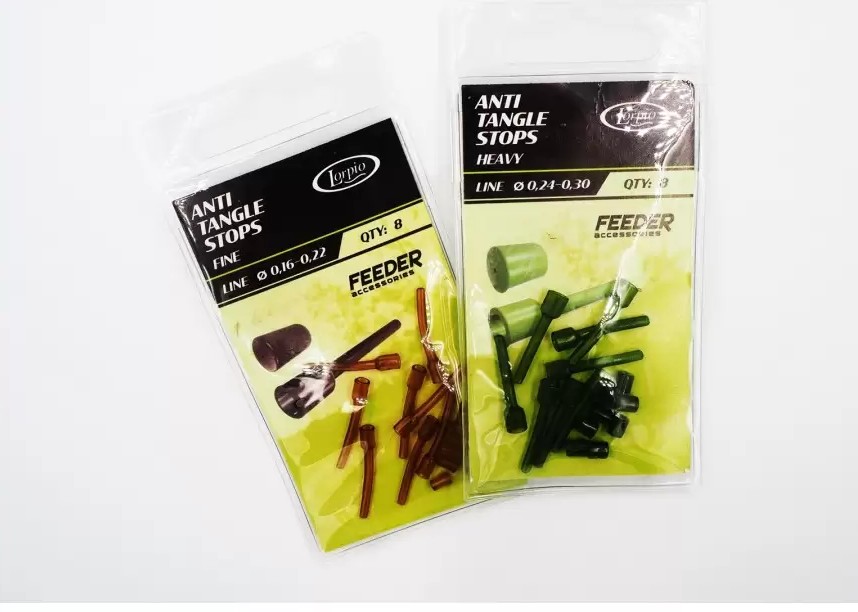 ANTI
TANGLE
STOPS
FINE
Lorpio
LINE Ø 0,16-0,22
QTY: 8
FEEDER
accessories
ANTI
TANGLE
STOPS
HEAVY
Lorpio
LINE Ø 0,24-0,30
QTY: 8
FEEDER
accessories